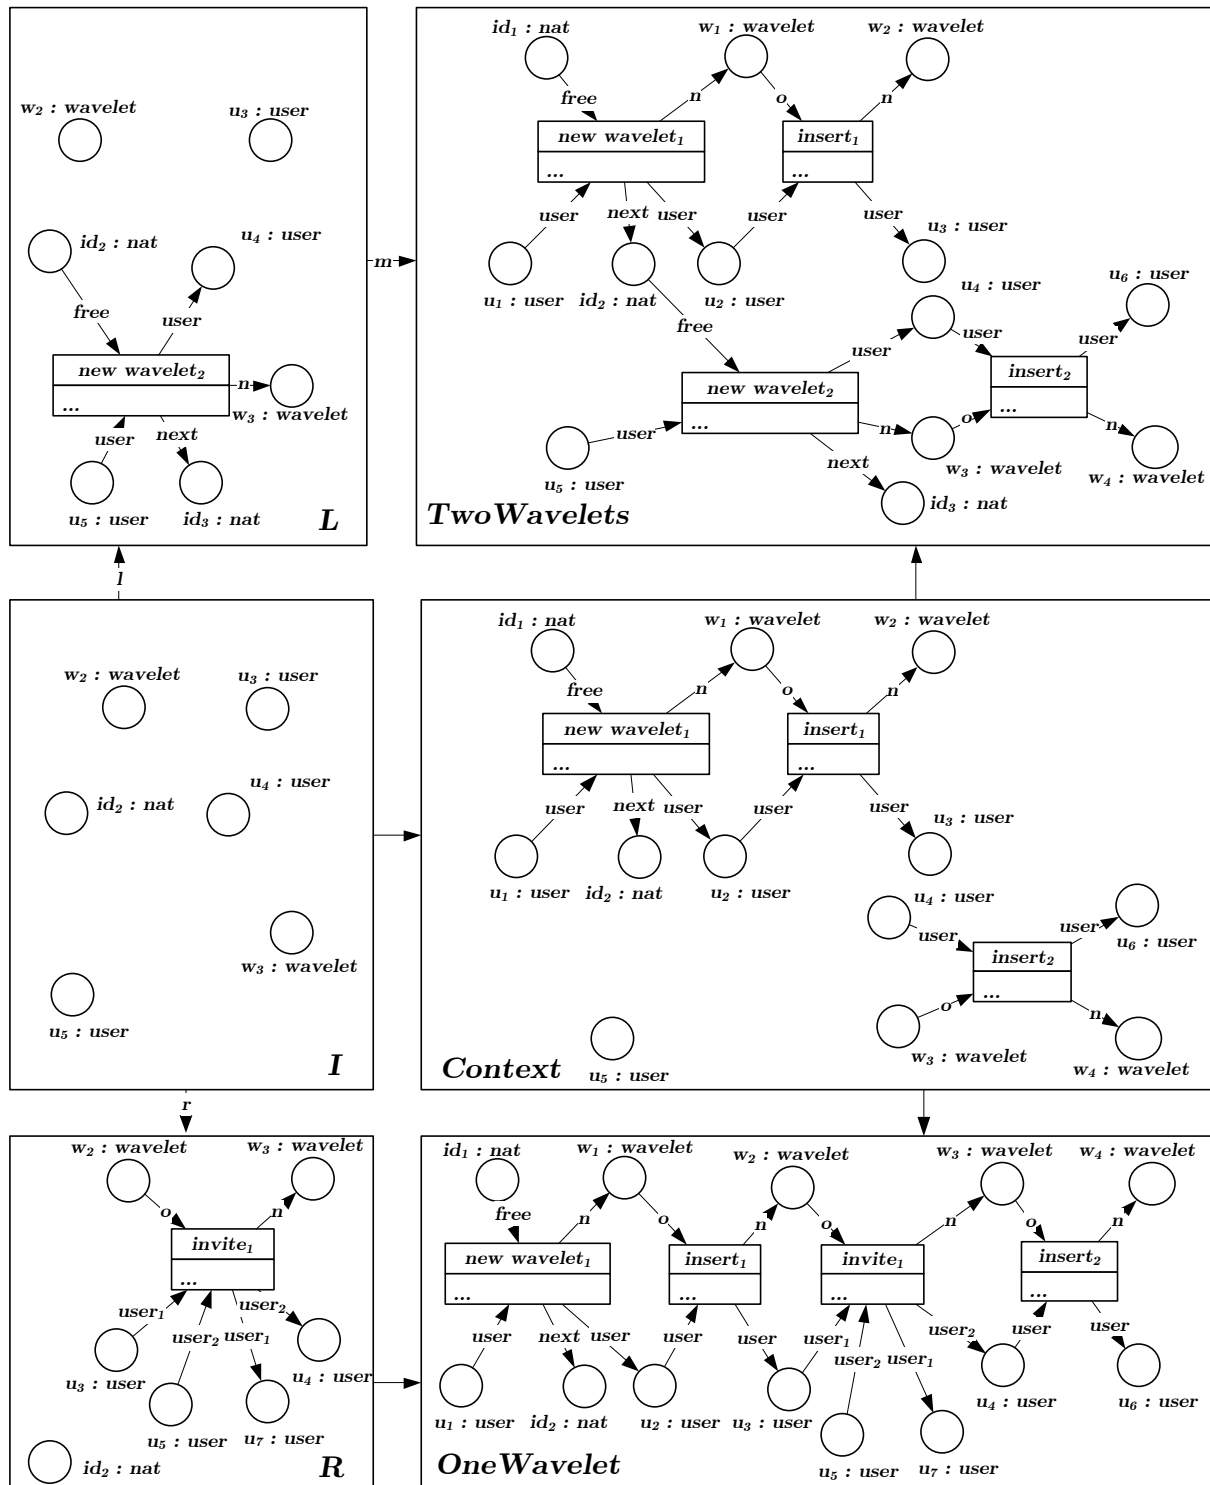 w₂ : wavelet
u₃ : user
id₂ : nat
u₄ : user
free
user
new wavelet₂
...
n
w₃ : wavelet
user
next
u₅ : user
id₃ : nat
L
m
id₁ : nat
w₁ : wavelet
w₂ : wavelet
free
n
o
n
new wavelet₁
...
insert₁
...
user
next
user
user
user
u₁ : user
id₂ : nat
u₂ : user
u₃ : user
u₄ : user
u₆ : user
free
user
user
user
new wavelet₂
...
insert₂
...
user
n
o
n
u₅ : user
next
w₃ : wavelet
w₄ : wavelet
id₃ : nat
TwoWavelets
l
w₂ : wavelet
u₃ : user
id₂ : nat
u₄ : user
w₃ : wavelet
u₅ : user
I
id₁ : nat
w₁ : wavelet
w₂ : wavelet
free
n
o
n
new wavelet₁
...
insert₁
...
user
next
user
user
user
u₁ : user
id₂ : nat
u₂ : user
u₃ : user
u₄ : user
user
user
u₆ : user
insert₂
...
o
n
w₃ : wavelet
w₄ : wavelet
u₅ : user
Context
r
w₂ : wavelet
w₃ : wavelet
o
n
invite₁
...
user₁
user₂
user₁
user₂
u₃ : user
u₄ : user
u₅ : user
u₇ : user
id₂ : nat
R
id₁ : nat
w₁ : wavelet
w₂ : wavelet
w₃ : wavelet
w₄ : wavelet
free
n
o
n
o
n
o
n
new wavelet₁
...
insert₁
...
invite₁
...
insert₂
...
user
next
user
user
user
user₁
user₂
user₁
user₂
user
user
u₁ : user
id₂ : nat
u₂ : user
u₃ : user
u₄ : user
u₆ : user
u₅ : user
u₇ : user
OneWavelet